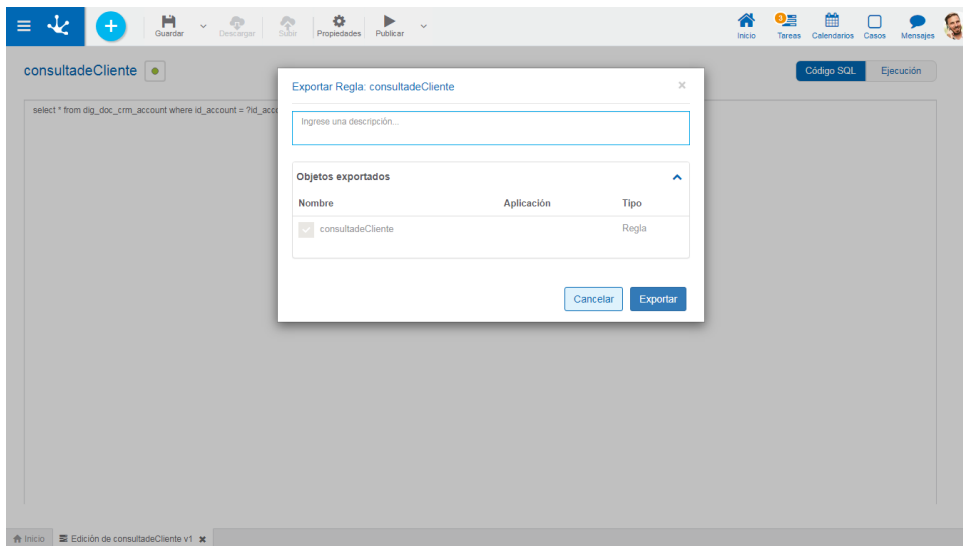 Guardar
Descargar
Subir
Propiedades
Publicar
Inicio
3
Tareas
Calendarios
Casos
Mensajes
consultadeCliente
Código SQL
Ejecución
select * from dig_doc_crm_account where id_account = ?id_acc
Exportar Regla: consultadeCliente
Ingrese una descripción...
Objetos exportados
Nombre Aplicación Tipo
consultadeCliente Regla
Cancelar Exportar
Inicio
Edición de consultadeCliente v1